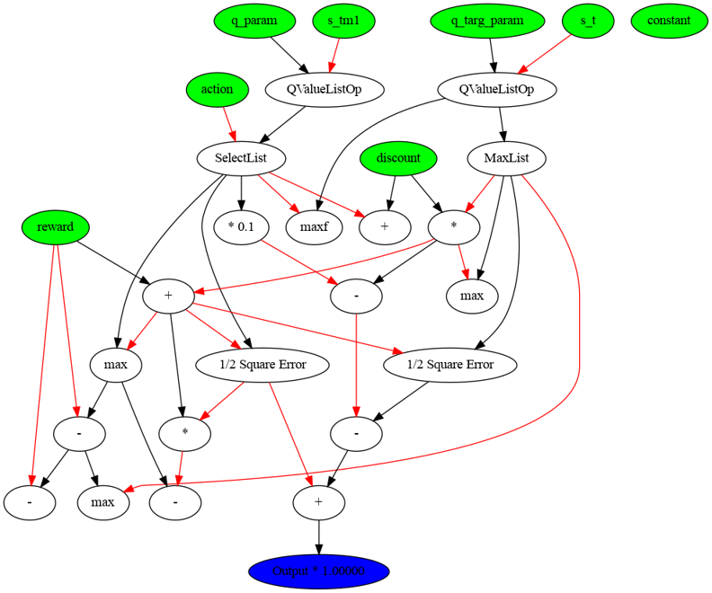 q_param
s_tm1
q_targ_param
s_t
constant
action
QValueListOp
QValueListOp
SelectList
discount
MaxList
reward
* 0.1
maxf
+
*
+
-
max
max
1/2 Square Error
1/2 Square Error
-
*
-
-
max
-
+
Output * 1.00000